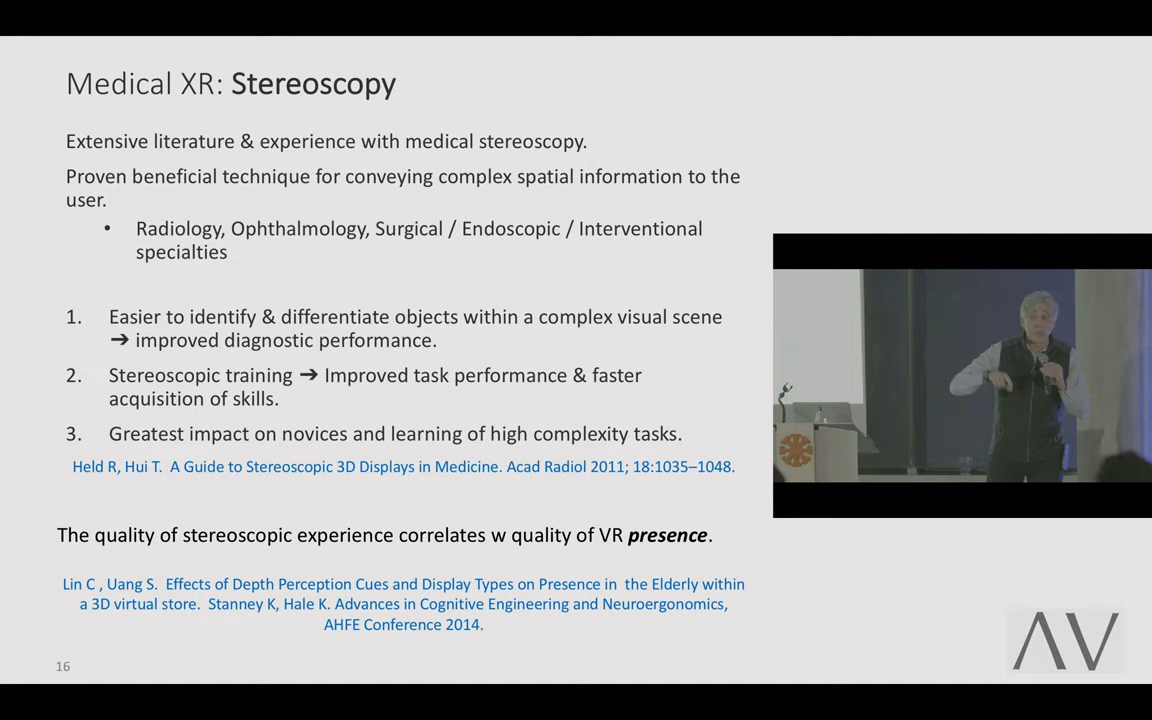 Medical XR: Stereoscopy
Extensive literature & experience with medical stereoscopy.
Proven beneficial technique for conveying complex spatial information to the
user.
• Radiology, Ophthalmology, Surgical / Endoscopic / Interventional
specialties
1. Easier to identify & differentiate objects within a complex visual scene
➔ improved diagnostic performance.
2. Stereoscopic training ➔ Improved task performance & faster
acquisition of skills.
3. Greatest impact on novices and learning of high complexity tasks.
Held R, Hui T. A Guide to Stereoscopic 3D Displays in Medicine. Acad Radiol 2011; 18:1035–1048.
The quality of stereoscopic experience correlates w quality of VR presence.
Lin C , Uang S. Effects of Depth Perception Cues and Display Types on Presence in the Elderly within
a 3D virtual store. Stanney K, Hale K. Advances in Cognitive Engineering and Neuroergonomics,
AHFE Conference 2014.
16